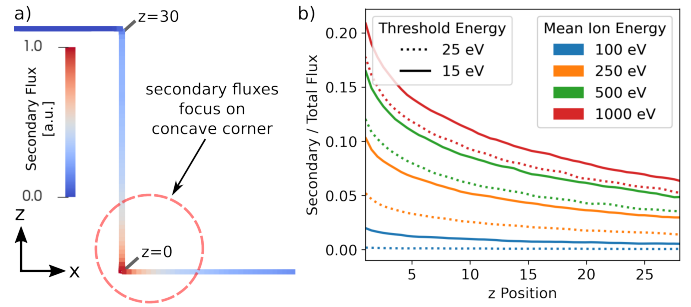 a)
z=30
1.0
Secondary Flux
[a.u.]
0.0
secondary fluxes
focus on
concave corner
z
x
z=0
b)
Secondary / Total Flux
0.20
0.15
0.10
0.05
0.00
Threshold Energy
25 eV
15 eV
Mean Ion Energy
100 eV
250 eV
500 eV
1000 eV
5
10
15
20
25
z Position